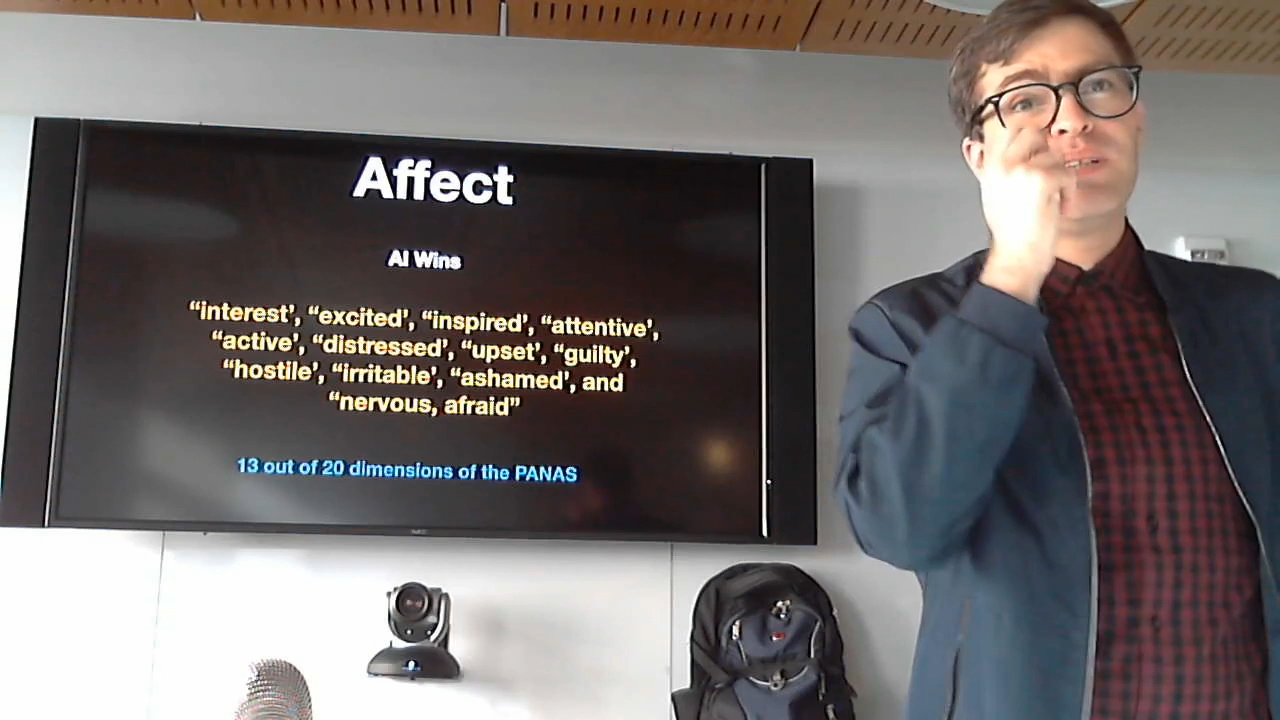 Affect
AI Wins
“interest’, “excited’, “inspired’, “attentive’,
“active’, “distressed’, “upset’, “guilty’,
“hostile’, “irritable’, “ashamed’, and
“nervous, afraid”
13 out of 20 dimensions of the PANAS